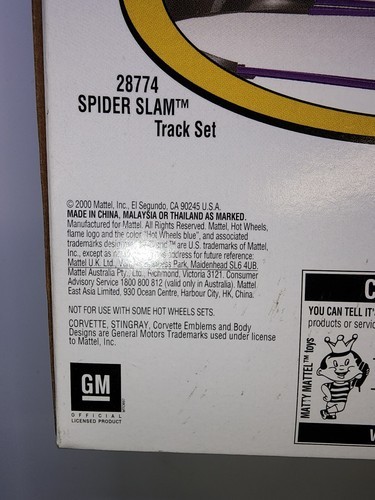 28774
SPIDER SLAM™
Track Set
© 2000 Mattel, Inc., El Segundo, CA 90245 U.S.A.
MADE IN CHINA, MALAYSIA OR THAILAND AS MARKED.
Manufactured for Mattel. All Rights Reserved. Mattel, Hot Wheels,
flame logo and the color "Hot Wheels blue", and associated
trademarks ™ are U.S. trademarks of Mattel,
Inc., except as address for future reference:
Mattel U.K. Ltd., Park, Maidenhead SL6 4UB.
Mattel Australia Pty., Ltd., Richmond, Victoria 3121. Consumer
Advisory Service 1800 800 812 (valid only in Australia). Mattel
East Asia Limited, 930 Ocean Centre, Harbour City, HK, China.
NOT FOR USE WITH SOME HOT WHEELS SETS.
CORVETTE, STINGRAY, Corvette Emblems and Body
Designs are General Motors Trademarks used under license
to Mattel, Inc.
GM
OFFICIAL
LICENSED PRODUCT
C
YOU CAN TELL IT'
products or servic
MATTY MATTEL™ toys